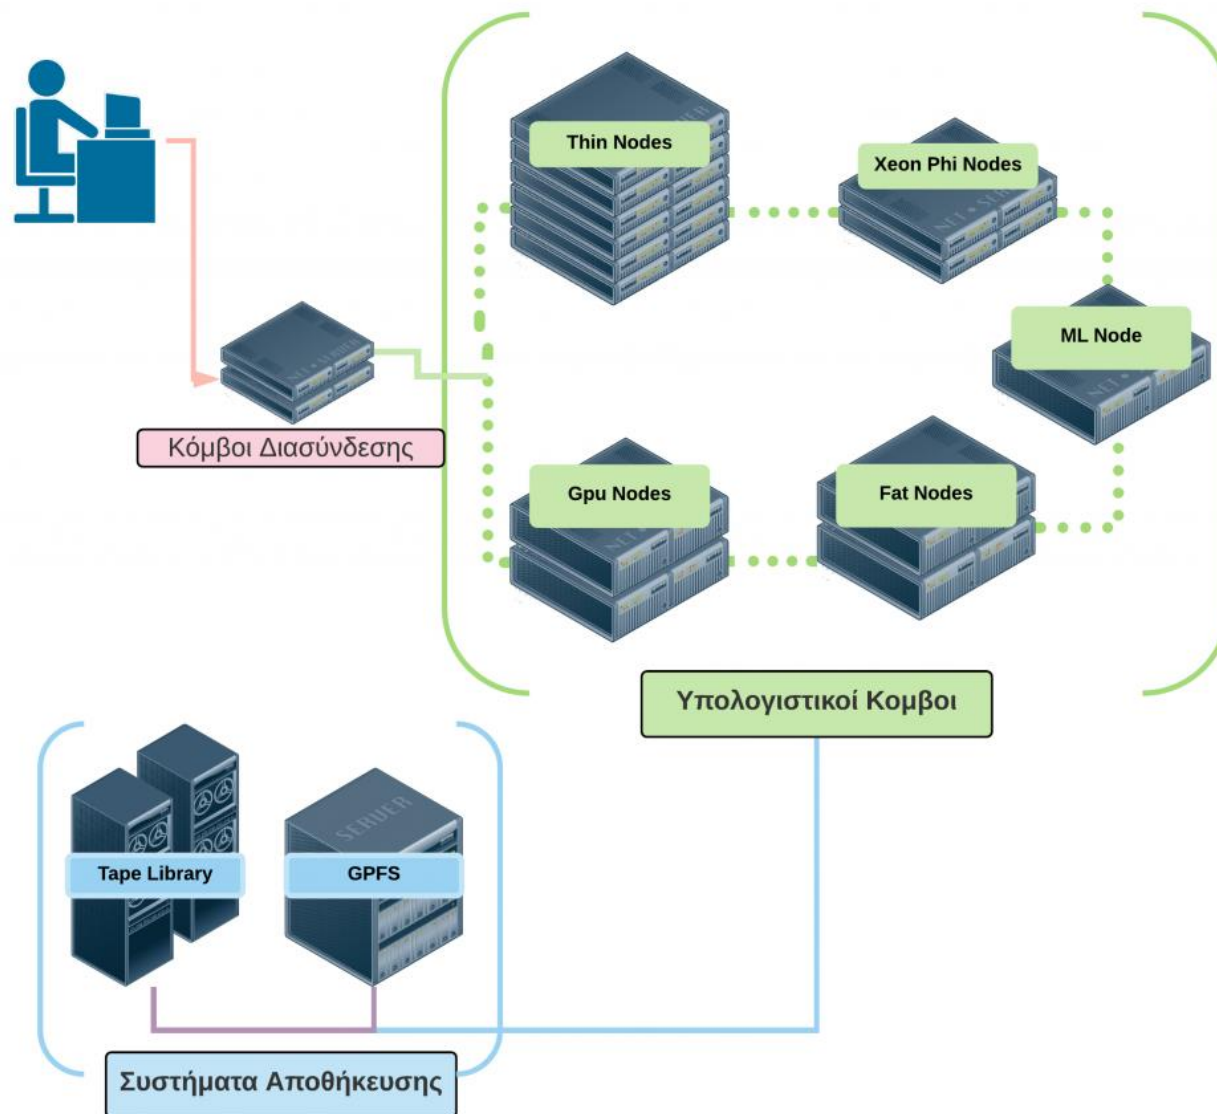 Thin Nodes
Xeon Phi Nodes
ML Node
Κόμβοι Διασύνδεσης
Gpu Nodes
Fat Nodes
Υπολογιστικοί Κομβοι
Tape Library
SERVER
GPFS
Συστήματα Αποθήκευσης